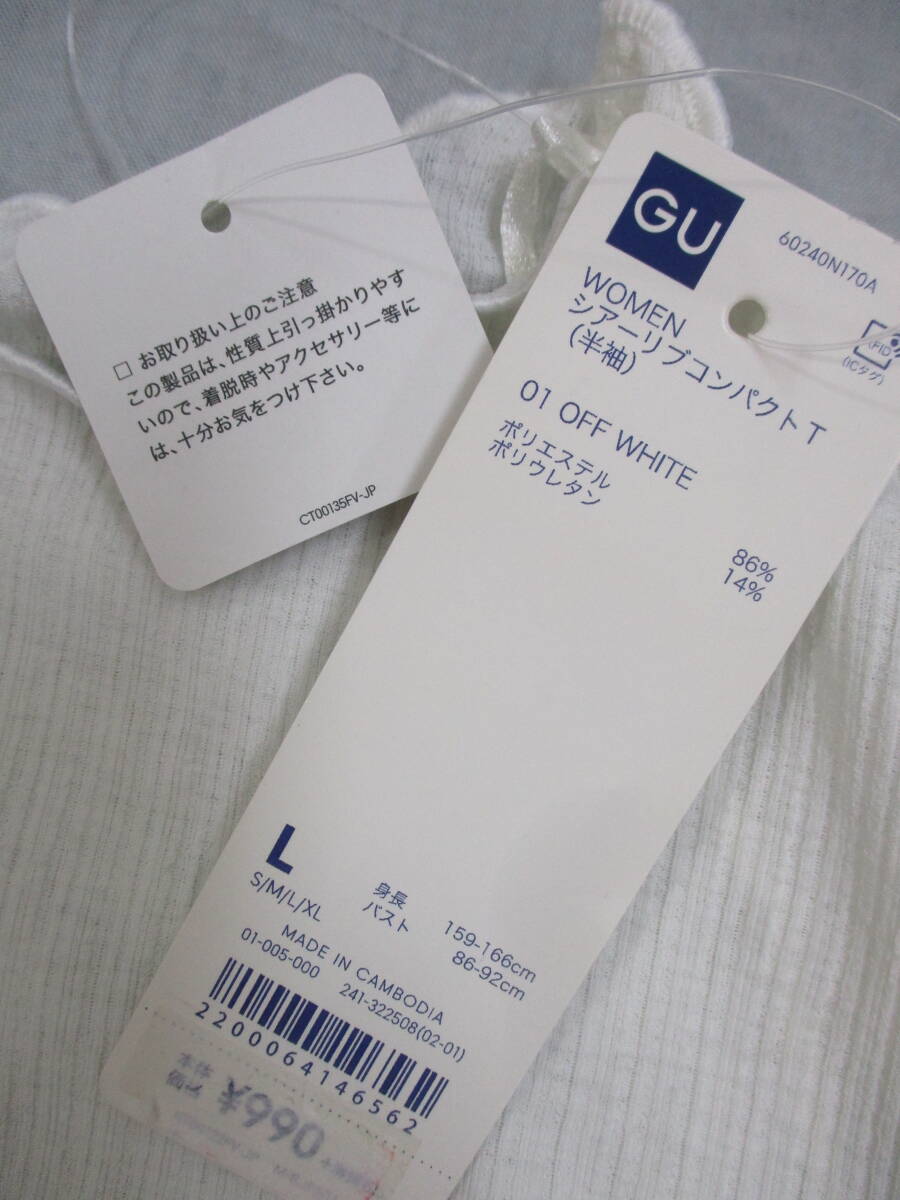 □ お取り扱い上のご注意
この製品は、性質上引っ掛かりやす
いので、着脱時やアクセサリー等に
は、十分お気をつけ下さい。
CT00135FV-JP
GU
60240N170A
WOMEN
シアーリブコンパクトT
(半袖)
(ICタグ)
01 OFF WHITE
ポリエステル 86%
ポリウレタン 14%
L
S/M/L/XL
身長 159-166cm
バスト 86-92cm
MADE IN CAMBODIA
01-005-000 241-322508(02-01)
2200064146562
990